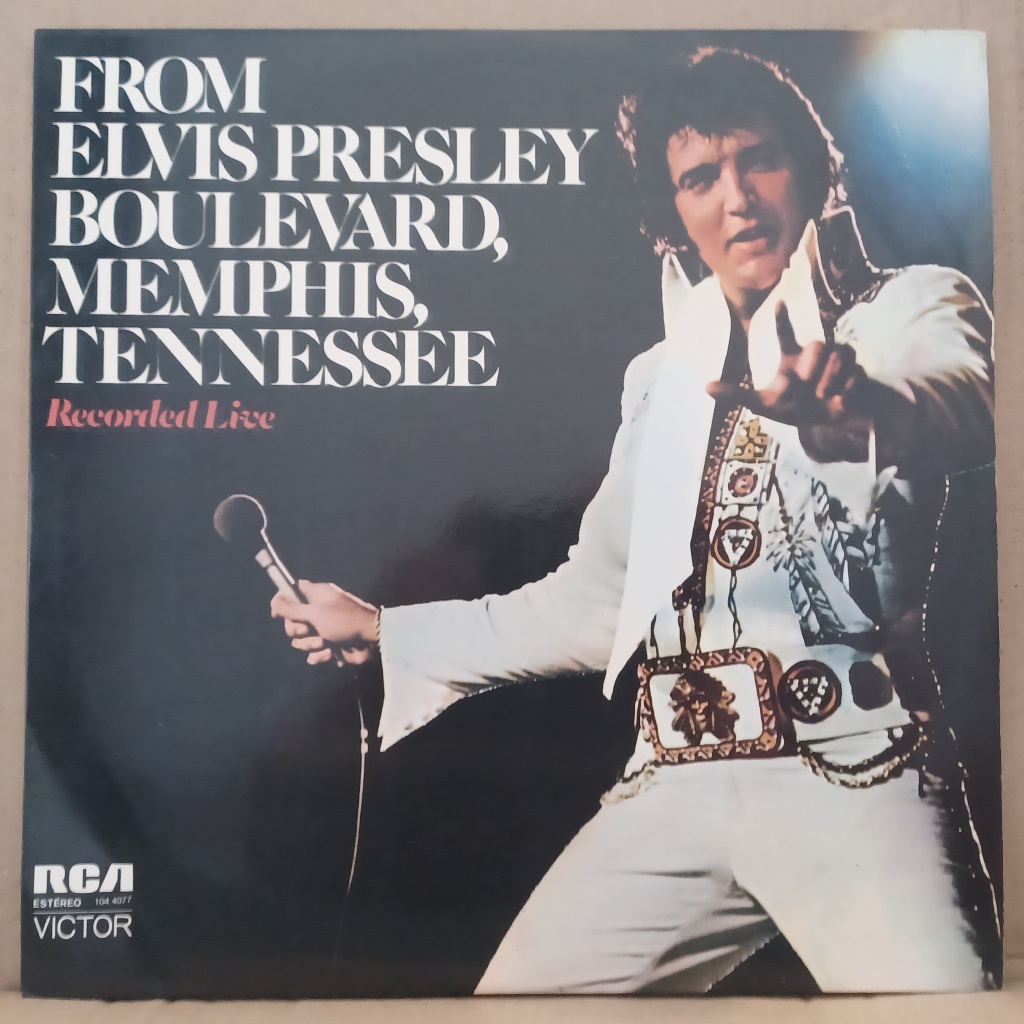 FROM
ELVIS PRESLEY
BOULEVARD,
MEMPHIS,
TENNESSEE
Recorded Live
RCA
ESTÉREO 104.4077
VICTOR